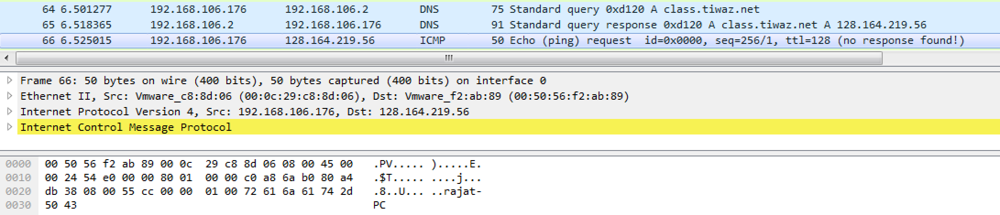 64 6.501277 192.168.106.176 192.168.106.2 DNS 75 Standard query 0xd120 A class.tiwaz.net
65 6.518365 192.168.106.2 192.168.106.176 DNS 91 Standard query response 0xd120 A class.tiwaz.net A 128.164.219.56
66 6.525015 192.168.106.176 128.164.219.56 ICMP 50 Echo (ping) request id=0x0000, seq=256/1, ttl=128 (no response found!)
Frame 66: 50 bytes on wire (400 bits), 50 bytes captured (400 bits) on interface 0
Ethernet II, Src: Vmware_c8:8d:06 (00:0c:29:c8:8d:06), Dst: Vmware_f2:ab:89 (00:50:56:f2:ab:89)
Internet Protocol Version 4, Src: 192.168.106.176, Dst: 128.164.219.56
Internet Control Message Protocol
0000 00 50 56 f2 ab 89 00 0c 29 c8 8d 06 08 00 45 00 .PV..... ).....E.
0010 00 24 54 e0 00 00 80 01 00 00 c0 a8 6a b0 80 a4 .$T..... ....j...
0020 db 38 08 00 55 cc 00 00 01 00 72 61 6a 61 74 2d .8..U... ..rajat-
0030 50 43 PC